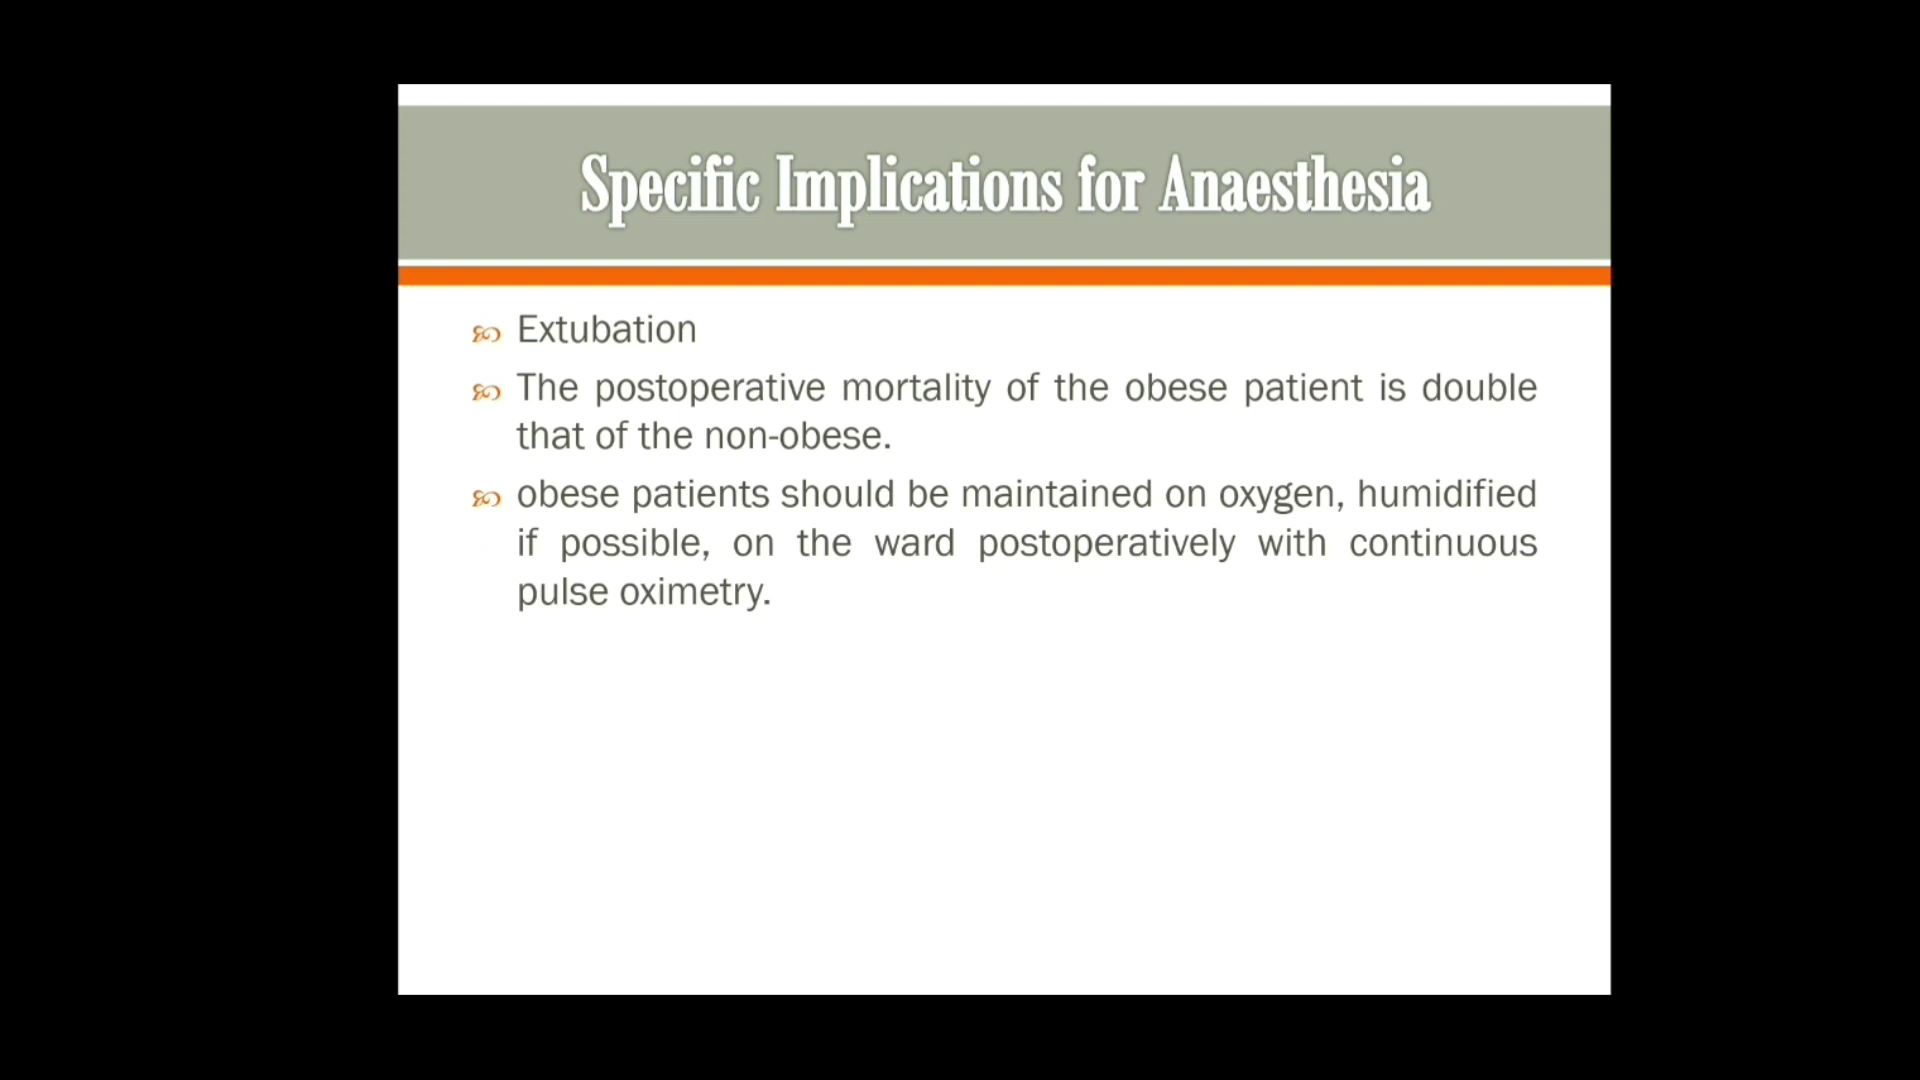 Specific Implications for Anaesthesia
Extubation
The postoperative mortality of the obese patient is double
that of the non-obese.
obese patients should be maintained on oxygen, humidified
if possible, on the ward postoperatively with continuous
pulse oximetry.